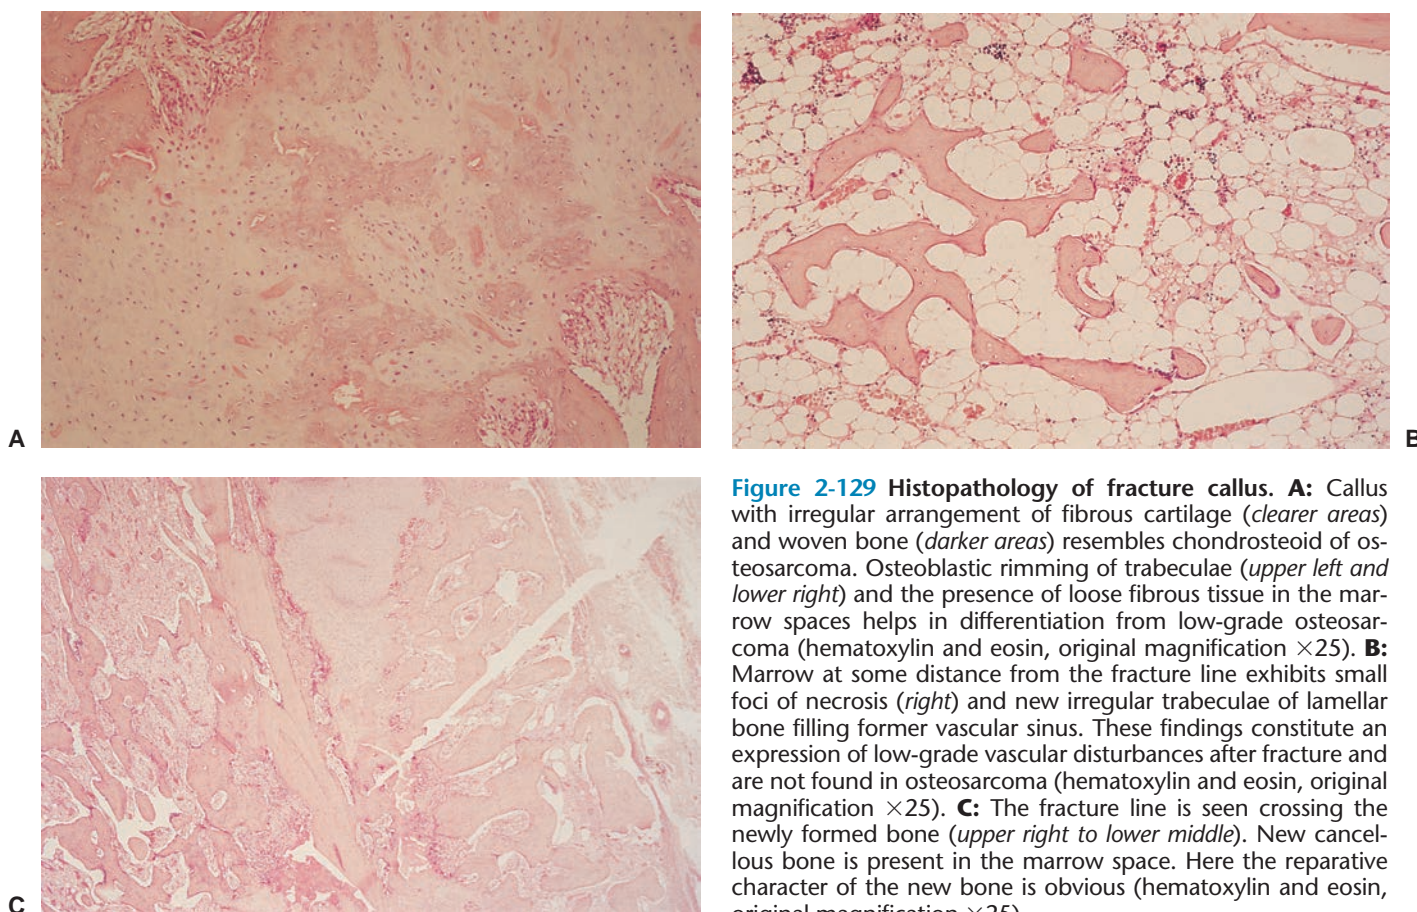 A
B
C
Figure 2-129 Histopathology of fracture callus. A: Callus
with irregular arrangement of fibrous cartilage (clearer areas)
and woven bone (darker areas) resembles chondrosteoid of os-
teosarcoma. Osteoblastic rimming of trabeculae (upper left and
lower right) and the presence of loose fibrous tissue in the mar-
row spaces helps in differentiation from low-grade osteosar-
coma (hematoxylin and eosin, original magnification ×25). B:
Marrow at some distance from the fracture line exhibits small
foci of necrosis (right) and new irregular trabeculae of lamellar
bone filling former vascular sinus. These findings constitute an
expression of low-grade vascular disturbances after fracture and
are not found in osteosarcoma (hematoxylin and eosin, original
magnification ×25). C: The fracture line is seen crossing the
newly formed bone (upper right to lower middle). New cancel-
lous bone is present in the marrow space. Here the reparative
character of the new bone is obvious (hematoxylin and eosin,
original magnification ×25).